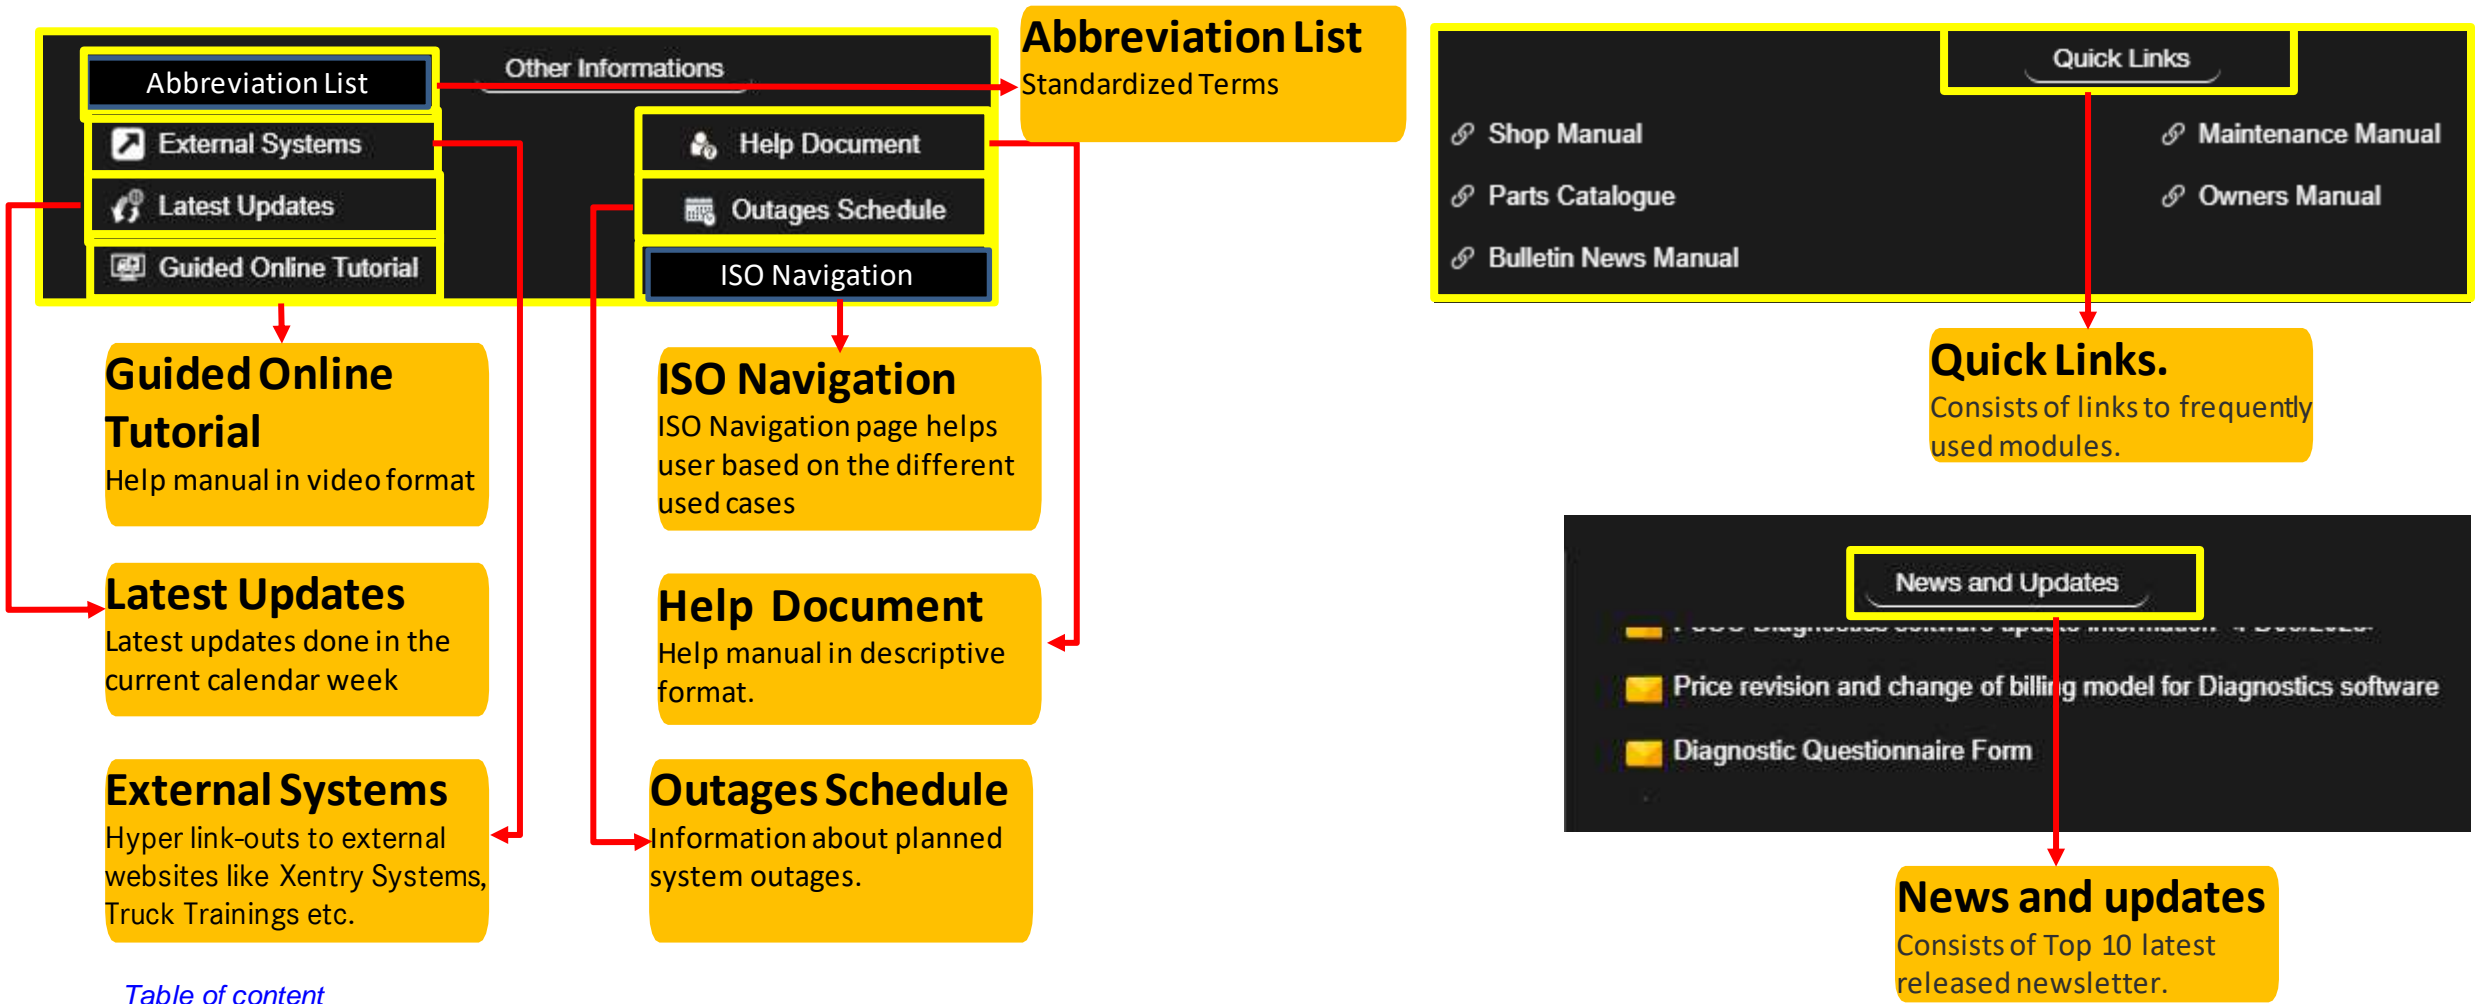 Other Informations
Abbreviation List
External Systems
Latest Updates
Guided Online Tutorial
Help Document
Outages Schedule
ISO Navigation
Abbreviation List
Standardized Terms
Guided Online
Tutorial
Help manual in video format
Latest Updates
Latest updates done in the
current calendar week
External Systems
Hyper link-outs to external
websites like Xentry Systems,
Truck Trainings etc.
ISO Navigation
ISO Navigation page helps
user based on the different
used cases
Help Document
Help manual in descriptive
format.
Outages Schedule
Information about planned
system outages.
Quick Links
Shop Manual
Parts Catalogue
Bulletin News Manual
Maintenance Manual
Owners Manual
Quick Links.
Consists of links to frequently
used modules.
News and Updates
Diagnostics software update information
Price revision and change of billing model for Diagnostics software
Diagnostic Questionnaire Form
News and updates
Consists of Top 10 latest
released newsletter.
Table of content